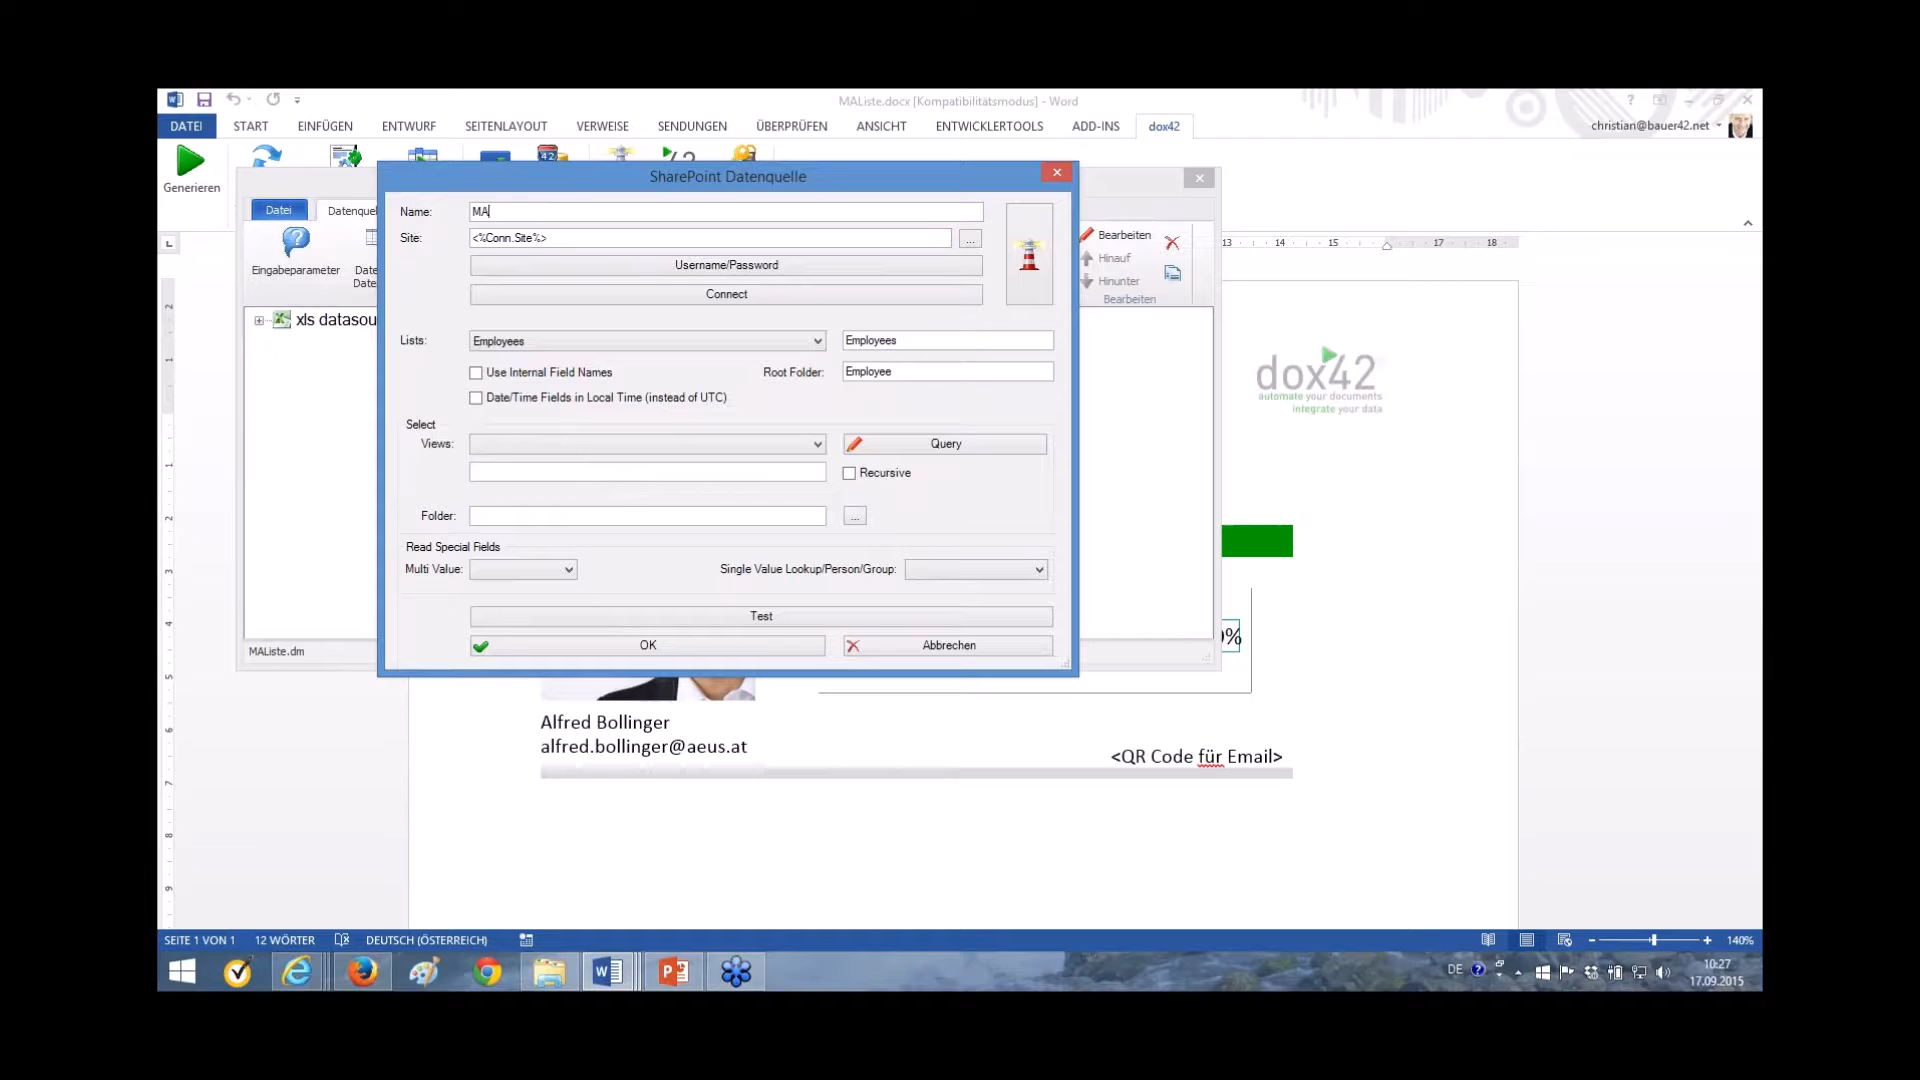 MAListe.docx [Kompatibilitätsmodus] - Word
DATEI START EINFÜGEN ENTWURF SEITENLAYOUT VERWEISE SENDUNGEN ÜBERPRÜFEN ANSICHT ENTWICKLERTOOLS ADD-INS dox42
christian@bauer42.net
Generieren
SharePoint Datenquelle
Datei
Name: MA
Site: <%Conn.Site%> ...
Username/Password
Connect
Eingabeparameter
Bearbeiten
Hinauf
Hinunter
Bearbeiten
13 14 15 17 18
xls datasou
Lists: Employees Employees
Use Internal Field Names Root Folder: Employee
Date/Time Fields in Local Time (instead of UTC)
Select
Views: Query
Recursive
Folder: ...
Read Special Fields
Multi Value: Single Value Lookup/Person/Group:
Test
OK Abbrechen
MAListe.dm
dox42
automate your documents
integrate your data
Alfred Bollinger
alfred.bollinger@aeus.at
<QR Code für Email>
SEITE 1 VON 1 12 WÖRTER DEUTSCH (ÖSTERREICH) 140%
DE 10:27
17.09.2015